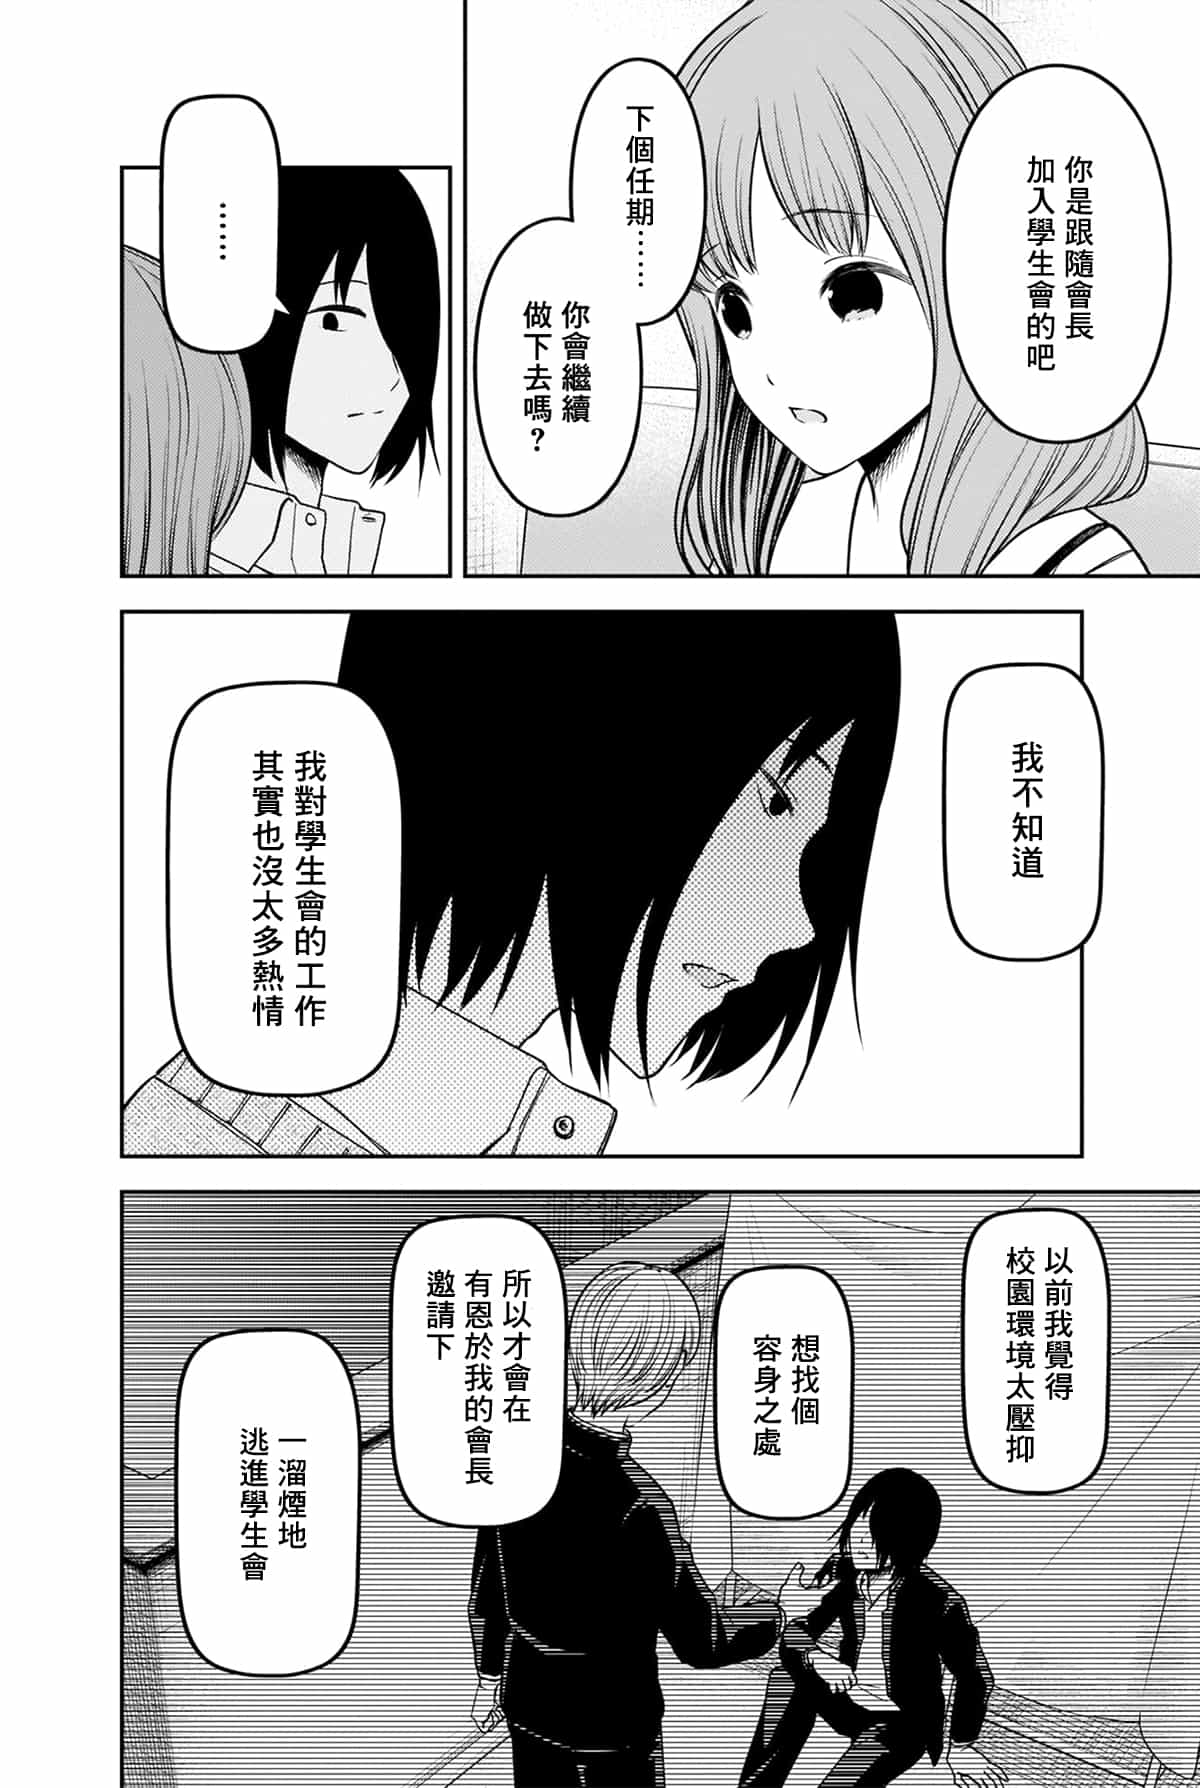 你是跟隨會長
加入學生會的吧
下個任期……
你會繼續
做下去嗎？
……
我不知道
我對學生會的工作
其實也沒太多熱情
以前我覺得
校園環境太壓抑
想找個
容身之處
所以才會在
有恩於我的會長
邀請下
一溜煙地
逃進學生會